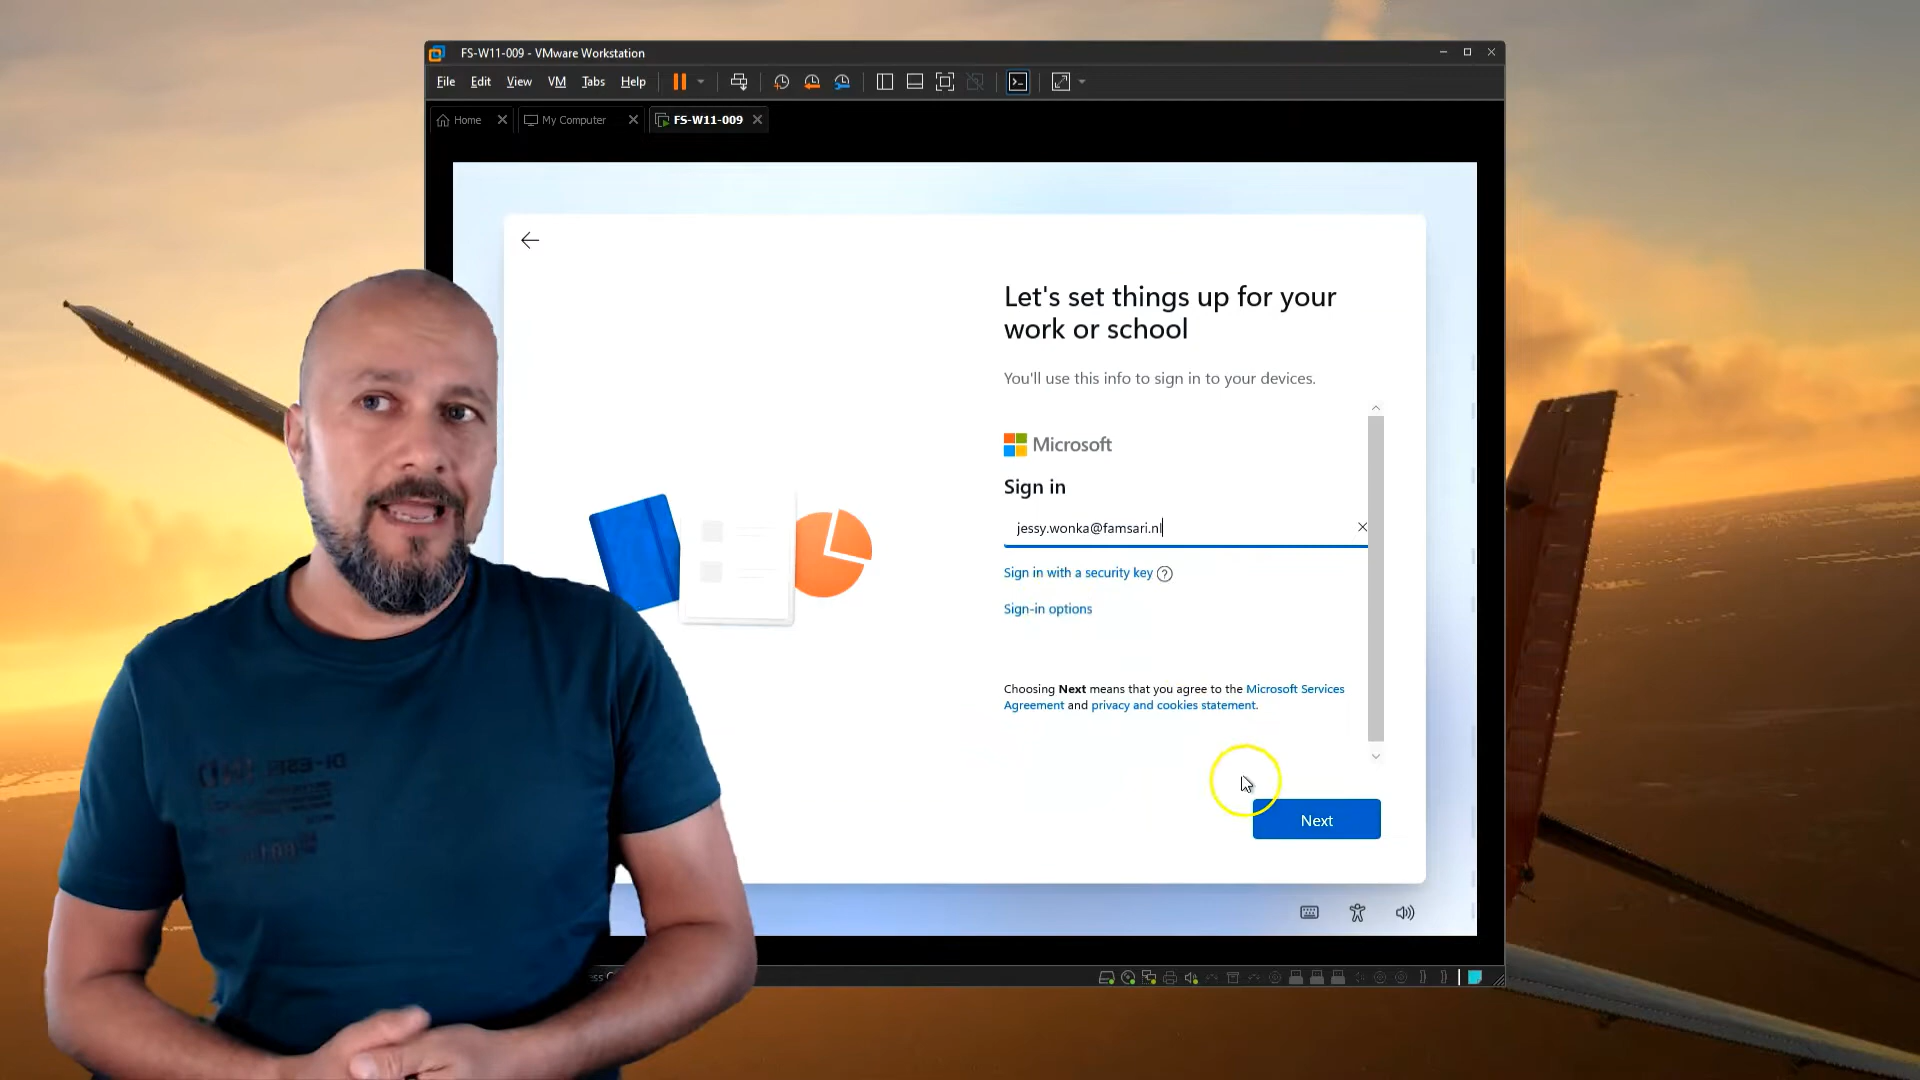 FS-W11-009 - VMware Workstation
File Edit View VM Tabs Help
Home My Computer FS-W11-009
Let's set things up for your
work or school
You'll use this info to sign in to your devices.
Microsoft
Sign in
jessy.wonka@famsari.nl
Sign in with a security key
Sign-in options
Choosing Next means that you agree to the Microsoft Services
Agreement and privacy and cookies statement.
Next